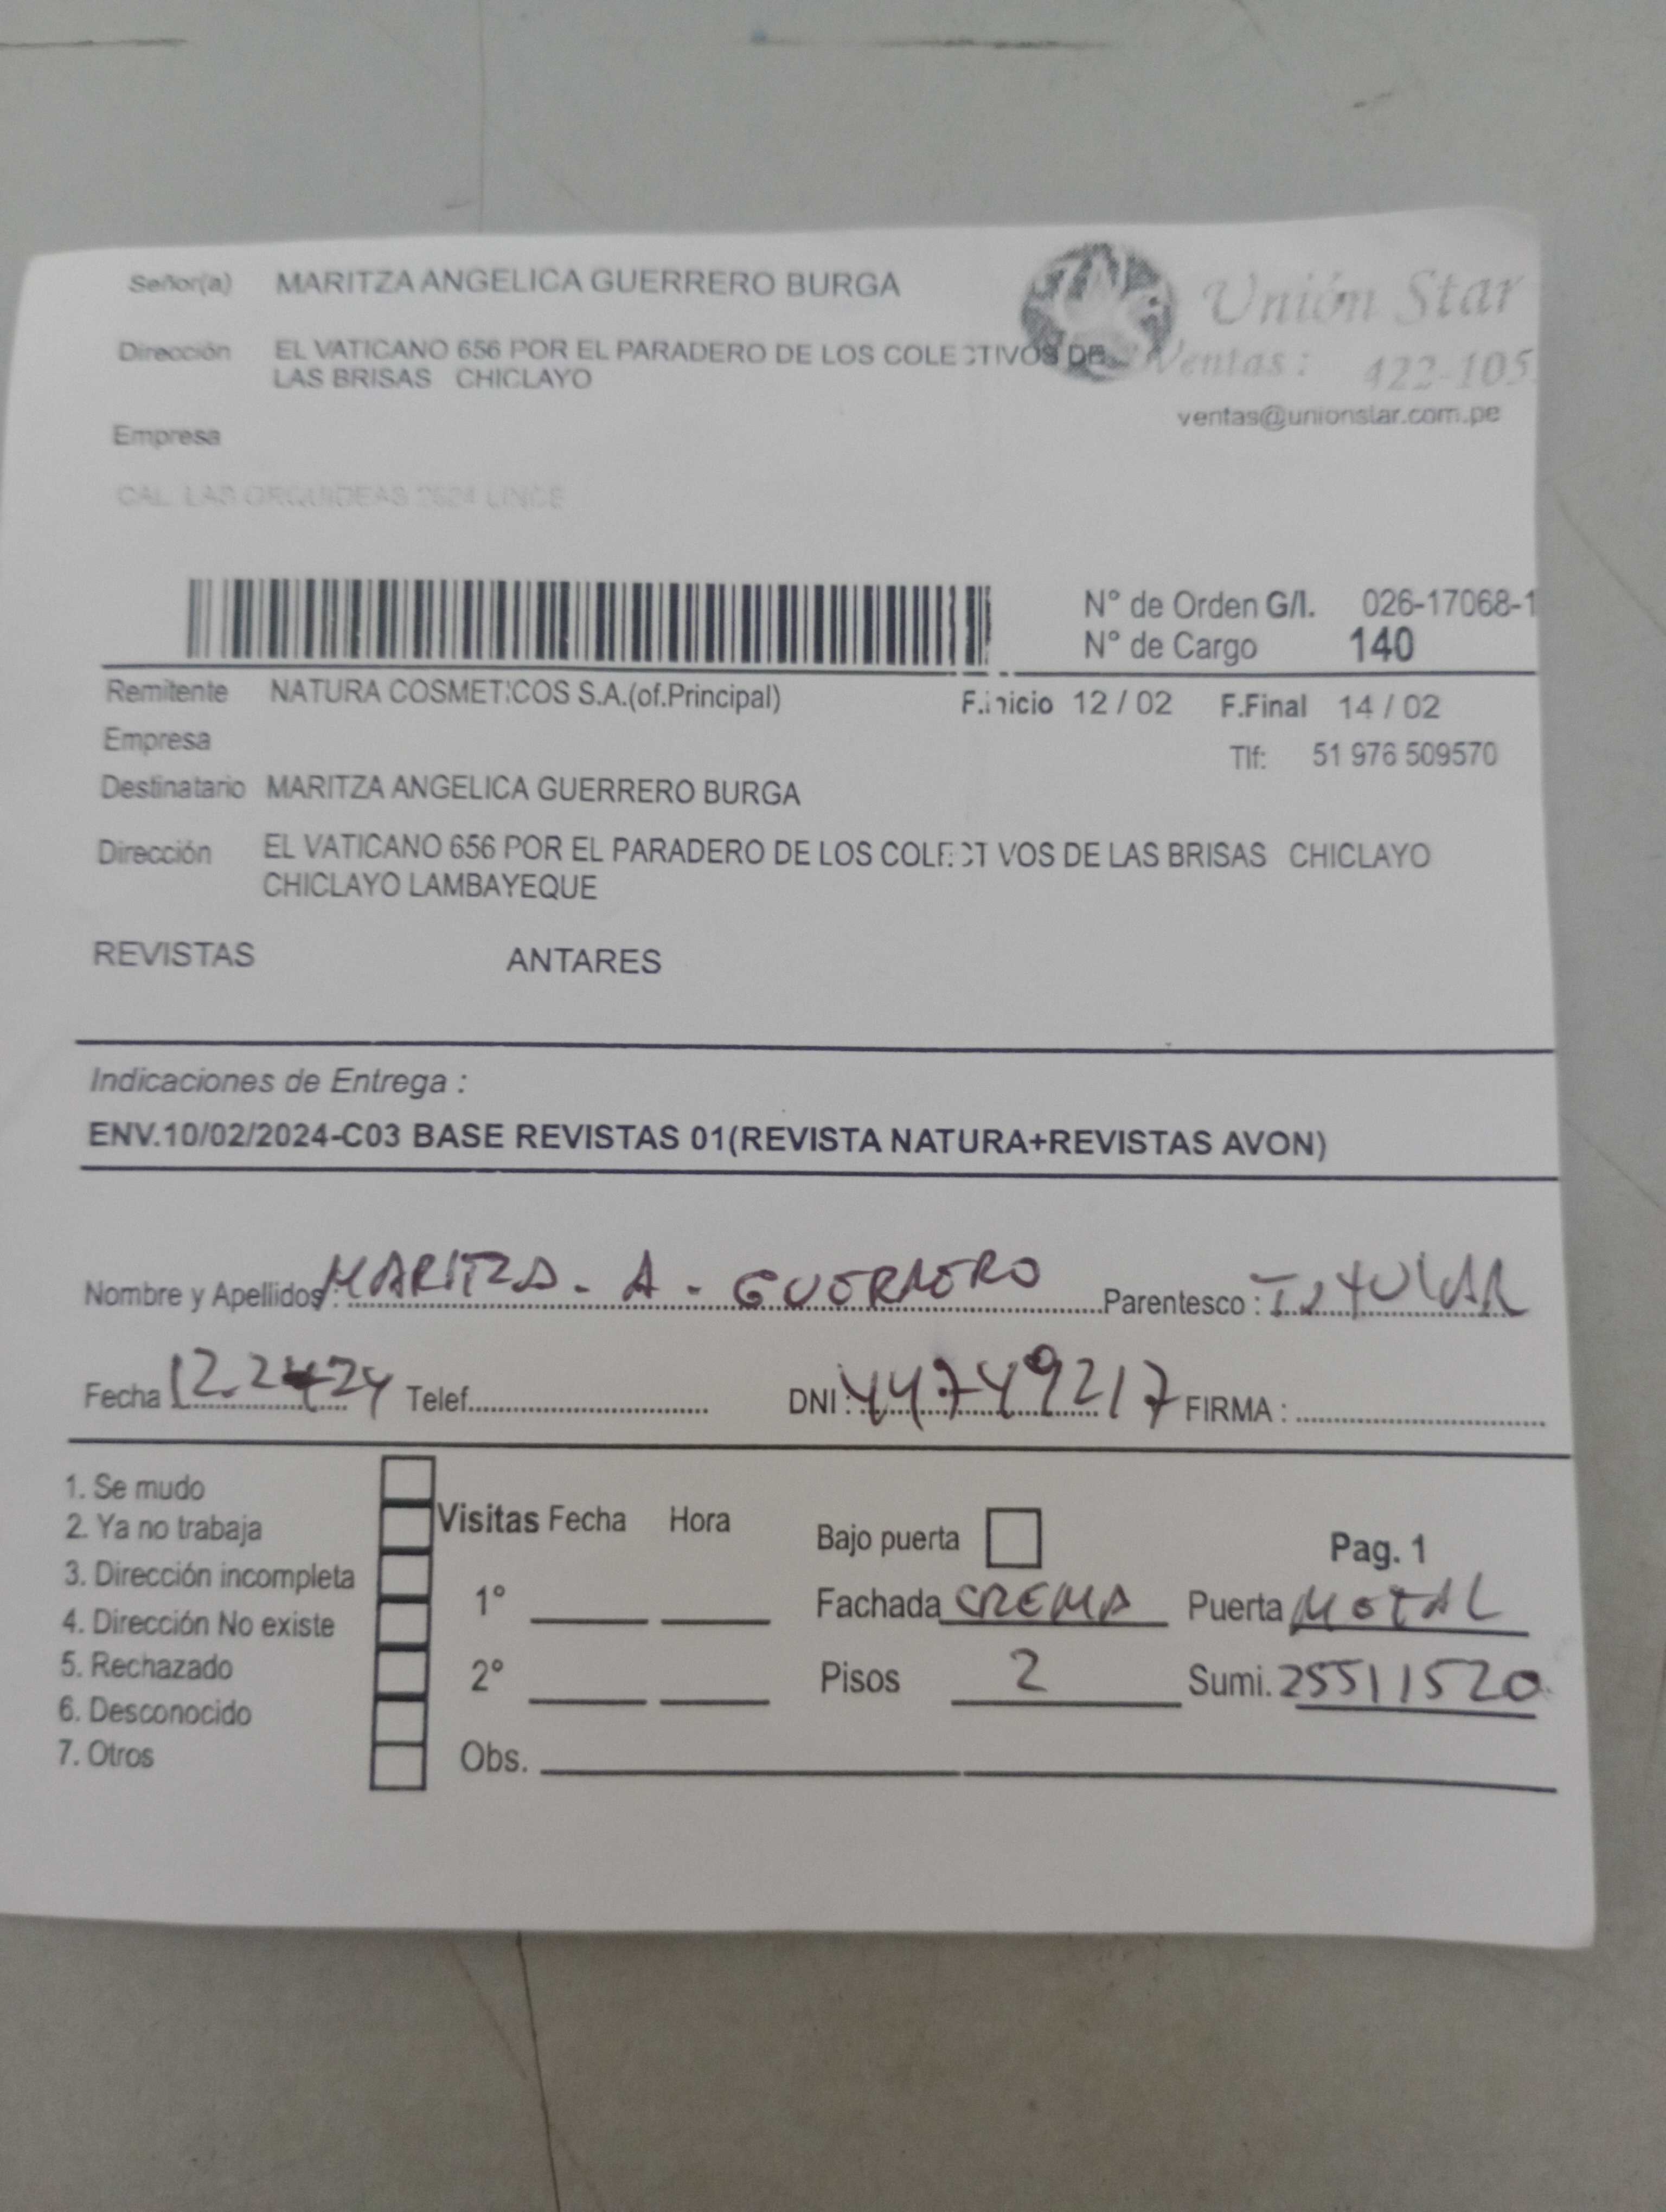 Señor(a) MARITZA ANGELICA GUERRERO BURGA
Unión Star
Dirección EL VATICANO 656 POR EL PARADERO DE LOS COLECTIVOS DE
Ventas: 422-105
LAS BRISAS CHICLAYO
ventas@unionstar.com.pe
Empresa
CAL. LAS ORQUIDEAS 2624 LINCE
N° de Orden G/I. 026-17068-1
N° de Cargo 140
Remitente NATURA COSMETICOS S.A.(of.Principal) F.inicio 12 / 02 F.Final 14 / 02
Empresa Tlf: 51 976 509570
Destinatario MARITZA ANGELICA GUERRERO BURGA
Dirección EL VATICANO 656 POR EL PARADERO DE LOS COLECTIVOS DE LAS BRISAS CHICLAYO
CHICLAYO LAMBAYEQUE
REVISTAS ANTARES
Indicaciones de Entrega :
ENV.10/02/2024-C03 BASE REVISTAS 01(REVISTA NATURA+REVISTAS AVON)
Nombre y Apellidos: MARITZA. A. GUERRERO Parentesco : TITULAR
Fecha 12.2-24 Telef. DNI : 44749217 FIRMA :
1. Se mudo
2. Ya no trabaja
3. Dirección incompleta
4. Dirección No existe
5. Rechazado
6. Desconocido
7. Otros
Visitas Fecha Hora
1°
2°
Obs.
Bajo puerta Pag. 1
Fachada CREMA Puerta METAL
Pisos 2 Sumi. 25511520